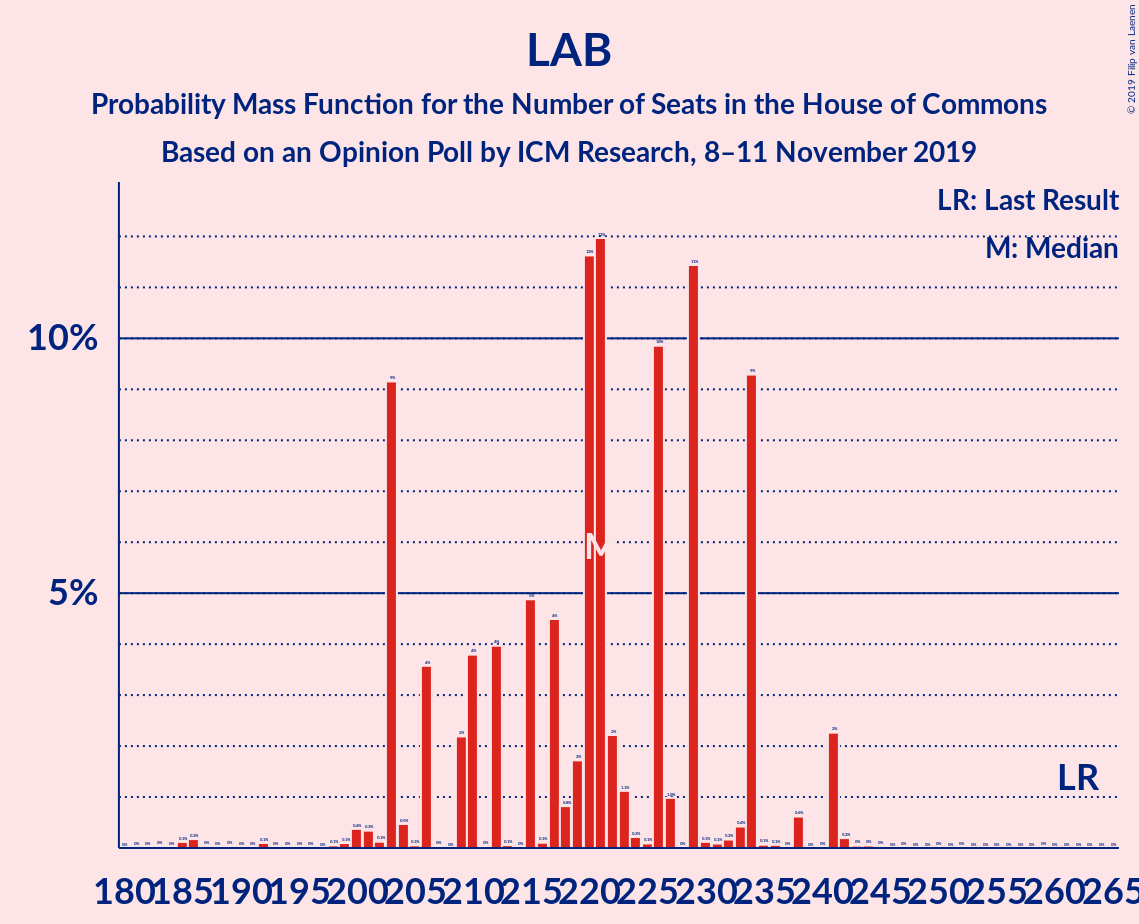 LAB
Probability Mass Function for the Number of Seats in the House of Commons
Based on an Opinion Poll by ICM Research, 8–11 November 2019
© 2019 Filip van Laenen
LR: Last Result
M: Median
10%
5%
M
LR
180 185 190 195 200 205 210 215 220 225 230 235 240 245 250 255 260 265